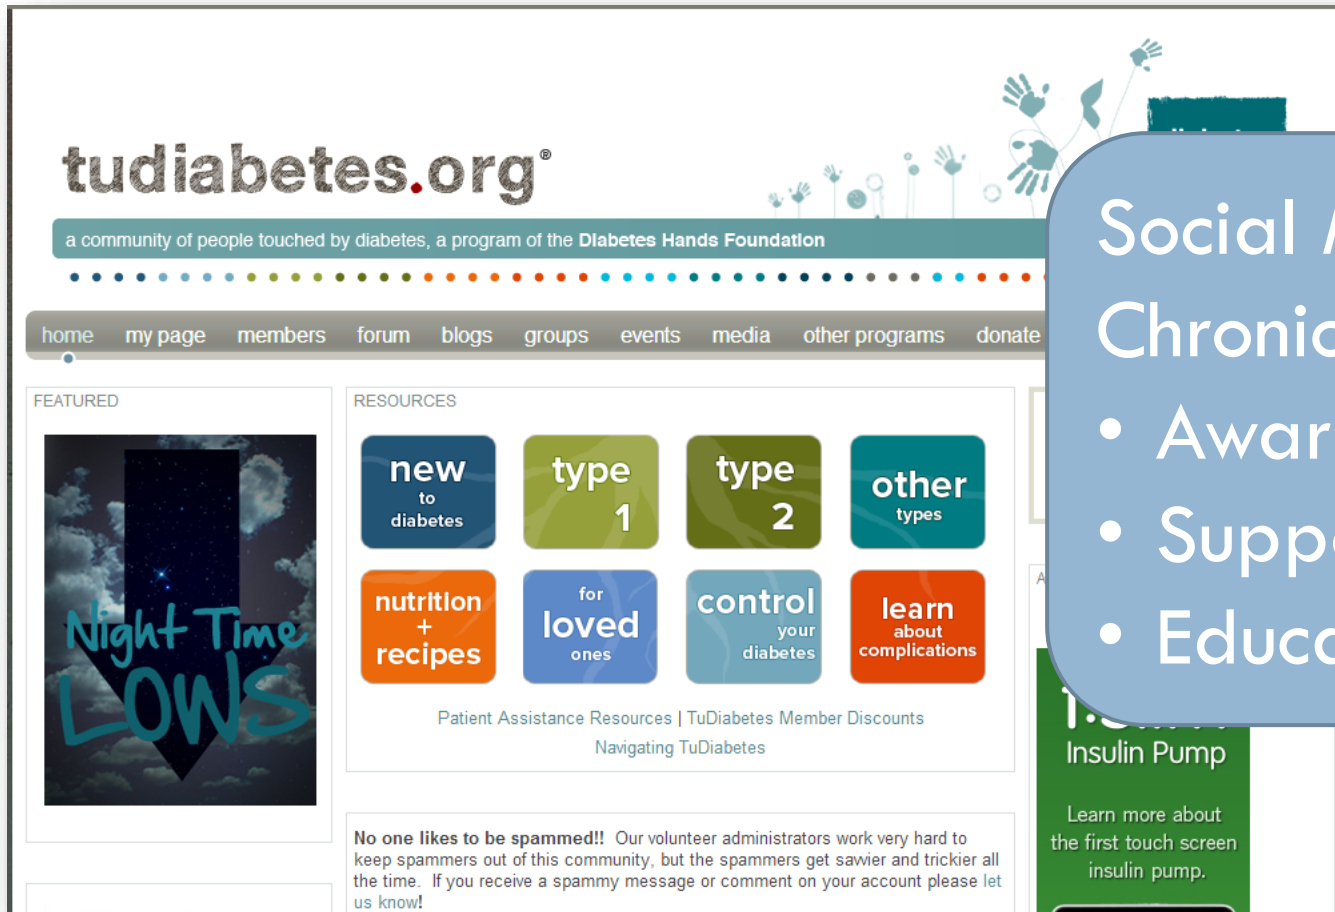 tudiabetes.org®
a community of people touched by diabetes, a program of the Diabetes Hands Foundation
home my page members forum blogs groups events media other programs donate
FEATURED
Night Time
LOWS
RESOURCES
new
to
diabetes
type
1
type
2
other
types
nutrition
+
recipes
for
loved
ones
control
your
diabetes
learn
about
complications
Patient Assistance Resources | TuDiabetes Member Discounts
Navigating TuDiabetes
No one likes to be spammed!! Our volunteer administrators work very hard to
keep spammers out of this community, but the spammers get savvier and trickier all
the time. If you receive a spammy message or comment on your account please let
us know!
Social
•
•
•
Insulin Pump
Learn more about
the first touch screen
insulin pump.